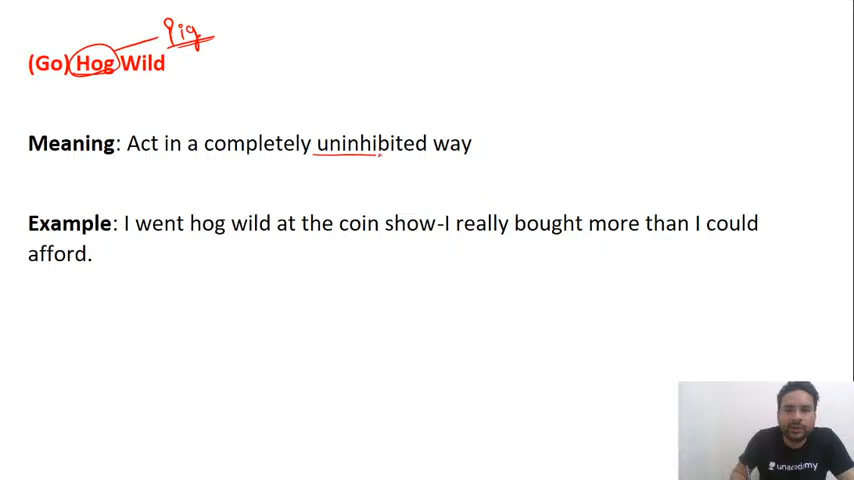 Pig
(Go) Hog Wild
Meaning: Act in a completely uninhibited way
Example: I went hog wild at the coin show-I really bought more than I could
afford.
unacademy